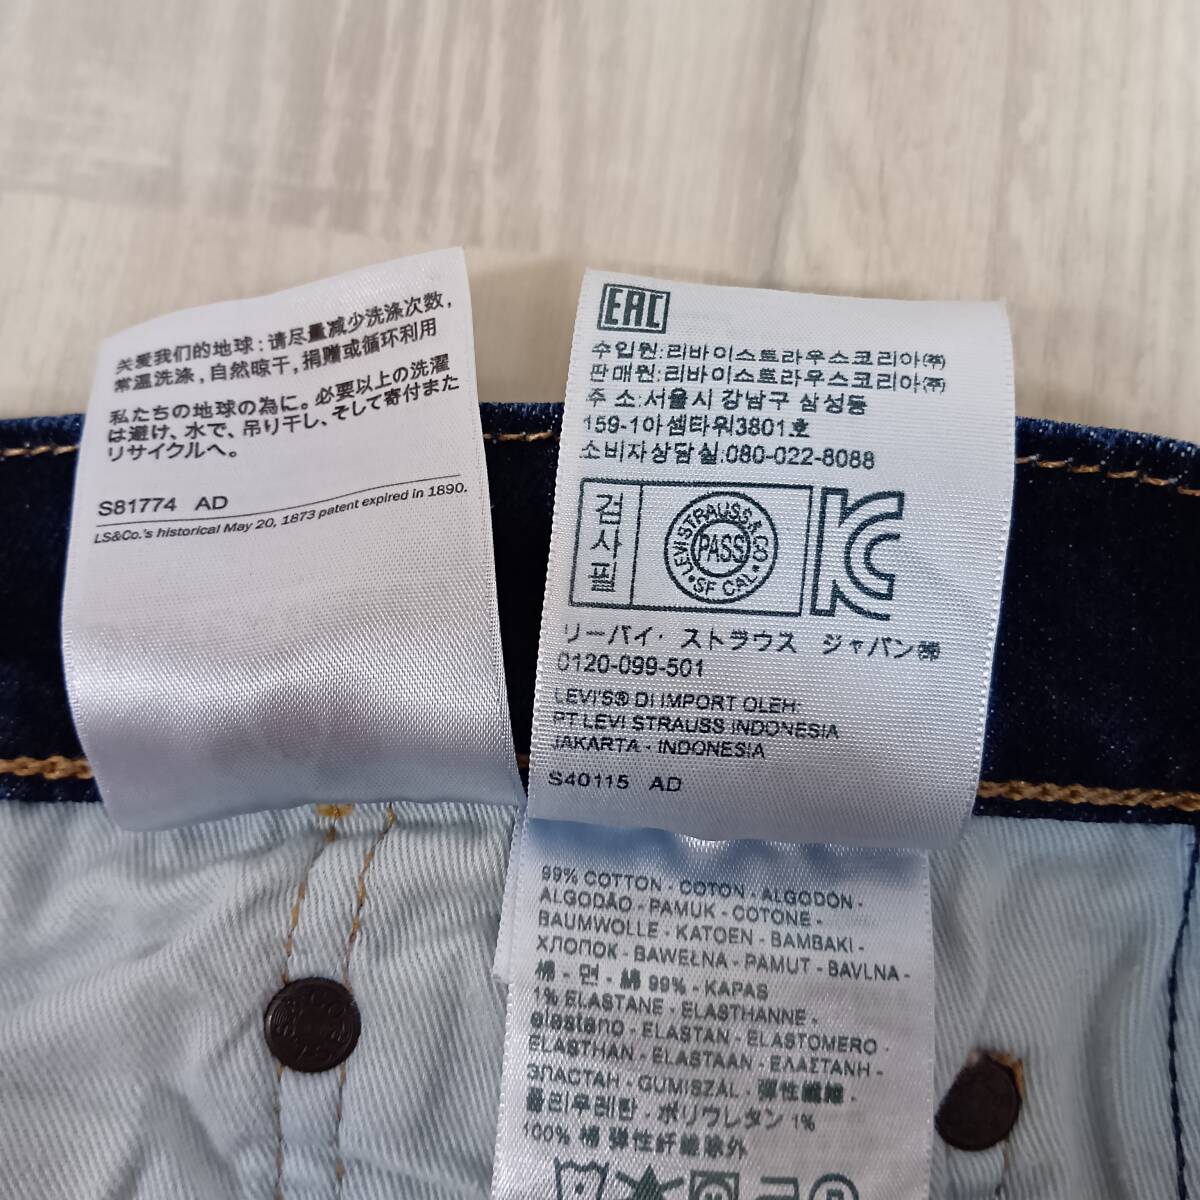 关爱我们的地球：请尽量减少洗涤次数，
常温洗涤，自然晾干，捐赠或循环利用
私たちの地球の為に。必要以上の洗濯
は避け、水で、吊り干し、そして寄付また
リサイクルへ。
S81774 AD
LS&Co.'s historical May 20, 1873 patent expired in 1890.
EAC
수입원:리바이스트라우스코리아㈜
판매원:리바이스트라우스코리아㈜
주 소:서울시 강남구 삼성동
159-1아셈타워3801호
소비자상담실:080-022-8088
검사필
LEVI STRAUSS & CO
PASS
SF CAL
KC
リーバイ・ストラウス ジャパン㈱
0120-099-501
LEVI'S® DI IMPORT OLEH:
PT LEVI STRAUSS INDONESIA
JAKARTA - INDONESIA
S40115 AD
99% COTTON - COTON - ALGODÓN -
ALGODÃO - PAMUK - COTONE -
BAUMWOLLE - KATOEN - BAMBAKI -
ХЛОПОК - BAWEŁNA - PAMUT - BAVLNA -
棉 - 면 - 綿 99% - KAPAS
1% ELASTANE - ELASTHANNE -
elastano - ELASTAN - ELASTOMERO -
ELASTHAN - ELASTAAN - ΕΛΑΣΤΑΝΗ -
ЭЛАСТАН - GUMISZÁL - 弹性纤维 -
폴리우레탄 - ポリウレタン 1%
100% 棉 弹性纤维除外